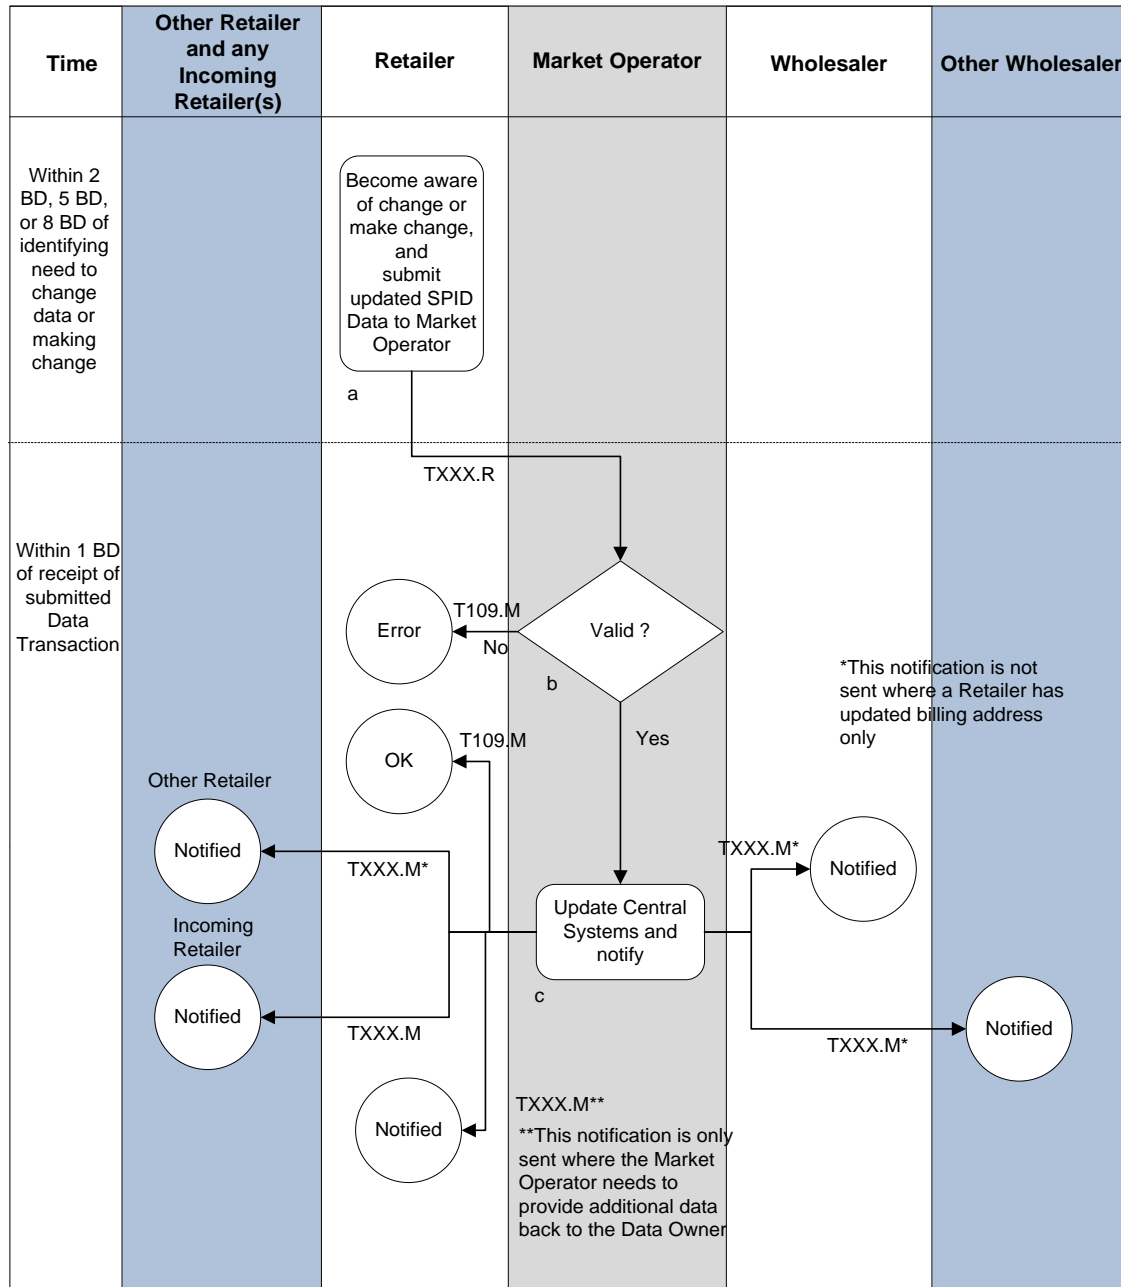 Time
Other Retailer
and any
Incoming
Retailer(s)
Retailer
Market Operator
Wholesaler
Other Wholesaler
Within 2
BD, 5 BD,
or 8 BD of
identifying
need to
change
data or
making
change
Become aware
of change or
make change,
and
submit
updated SPID
Data to Market
Operator
a
TXXX.R
Within 1 BD
of receipt of
submitted
Data
Transaction
Error
T109.M
No
Valid ?
b
*This notification is not
sent where a Retailer has
updated billing address
only
Yes
OK
T109.M
Other Retailer
Notified
TXXX.M*
TXXX.M*
Notified
Update Central
Systems and
notify
c
Incoming
Retailer
Notified
TXXX.M
TXXX.M*
Notified
Notified
TXXX.M**
**This notification is only
sent where the Market
Operator needs to
provide additional data
back to the Data Owner